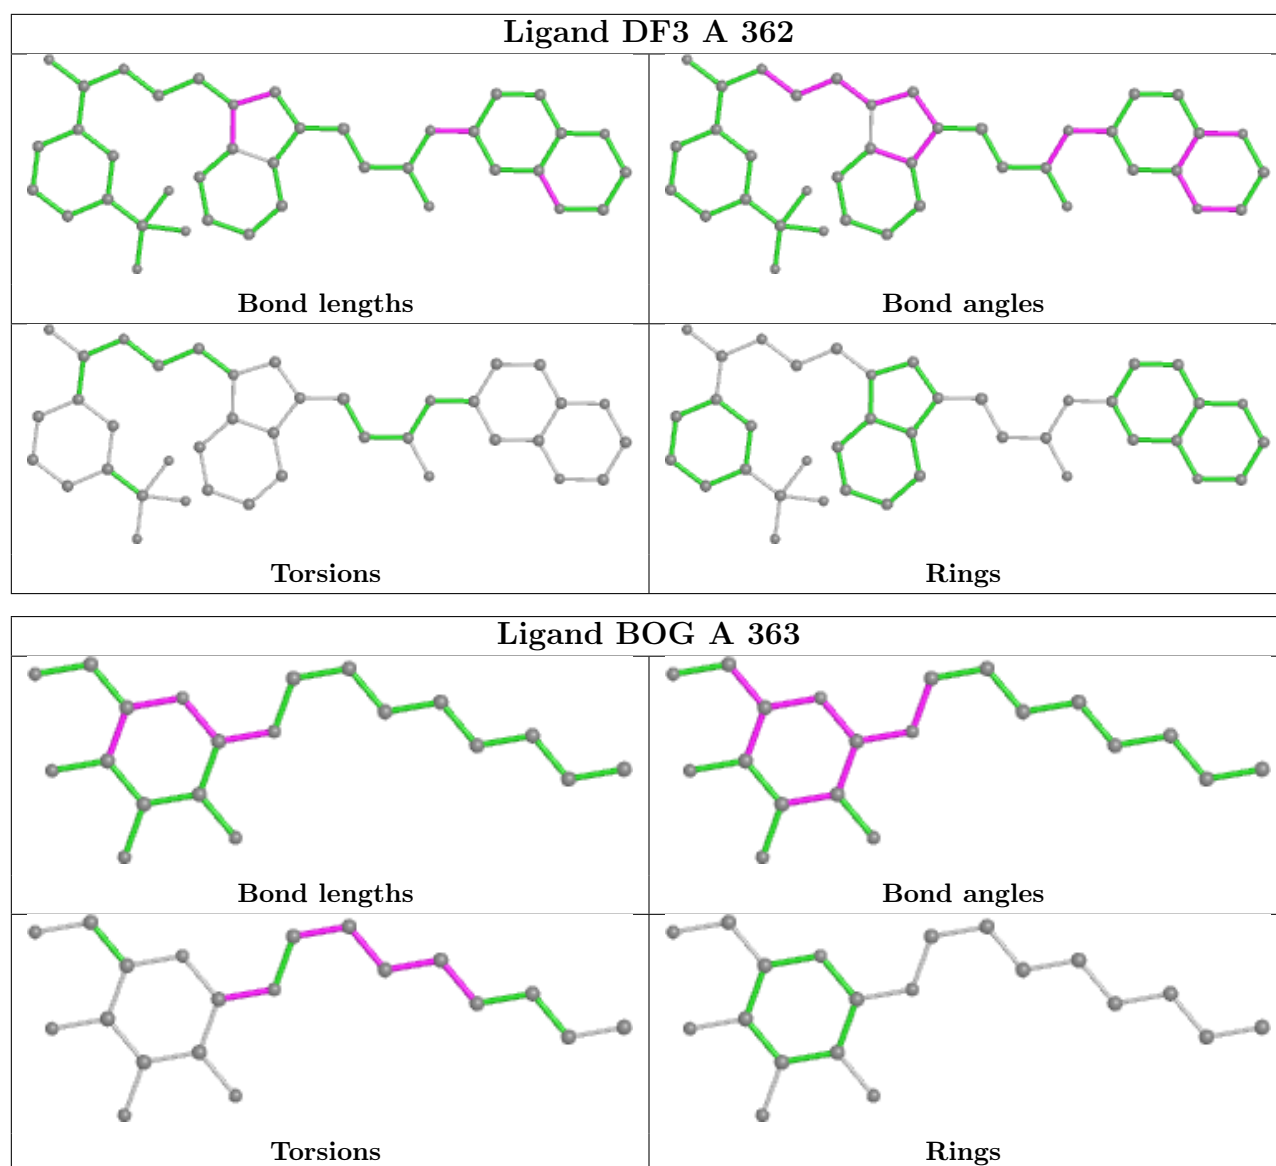 Ligand DF3 A 362
Bond lengths
Bond angles
Torsions
Rings
Ligand BOG A 363
Bond lengths
Bond angles
Torsions
Rings